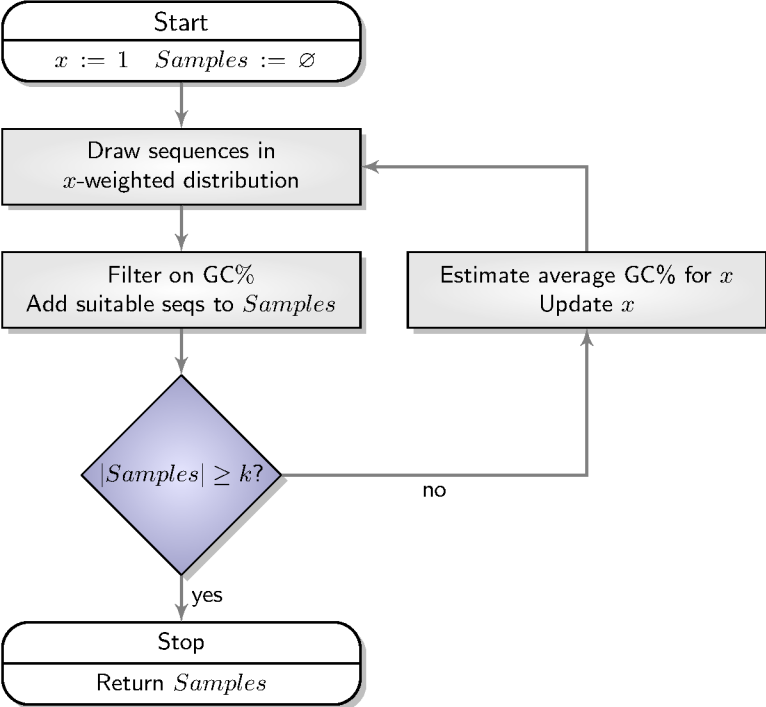 Start
x := 1 Samples := ∅
Draw sequences in
x-weighted distribution
Filter on GC%
Add suitable seqs to Samples
Estimate average GC% for x
Update x
|Samples| ≥ k?
no
yes
Stop
Return Samples